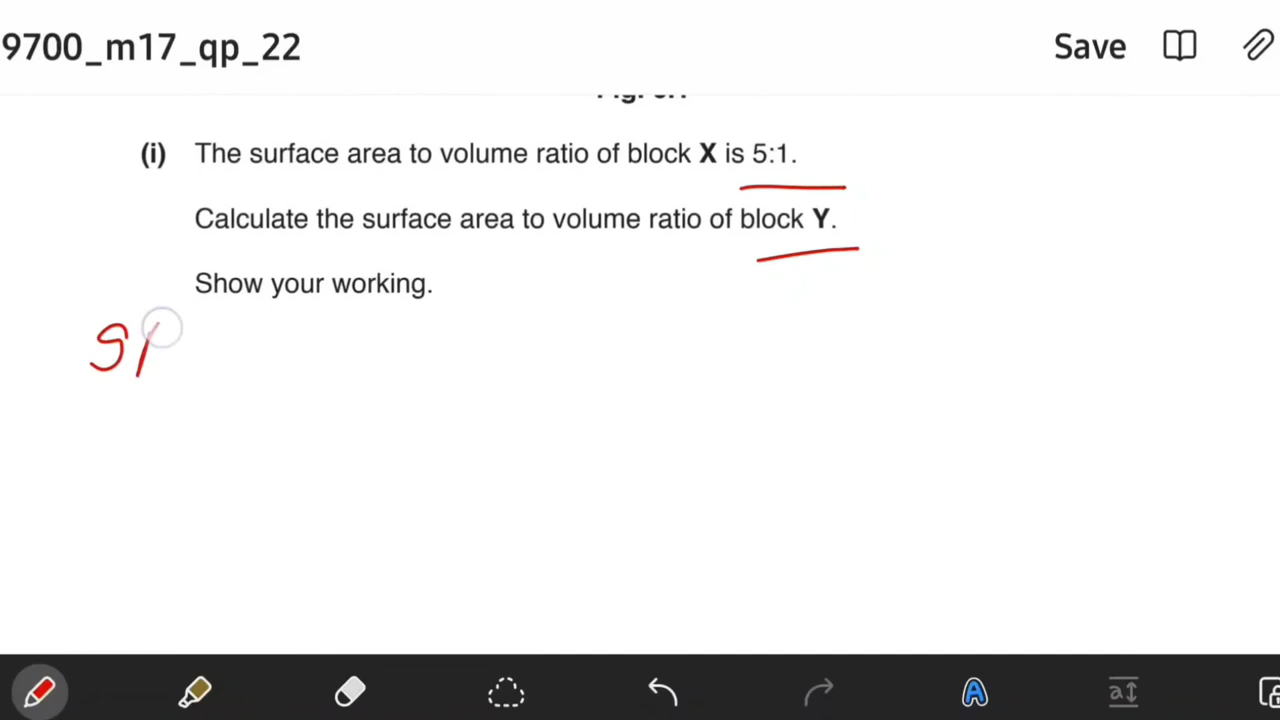 9700_m17_qp_22
Save
(i) The surface area to volume ratio of block X is 5:1.
Calculate the surface area to volume ratio of block Y.
Show your working.
S
A
a